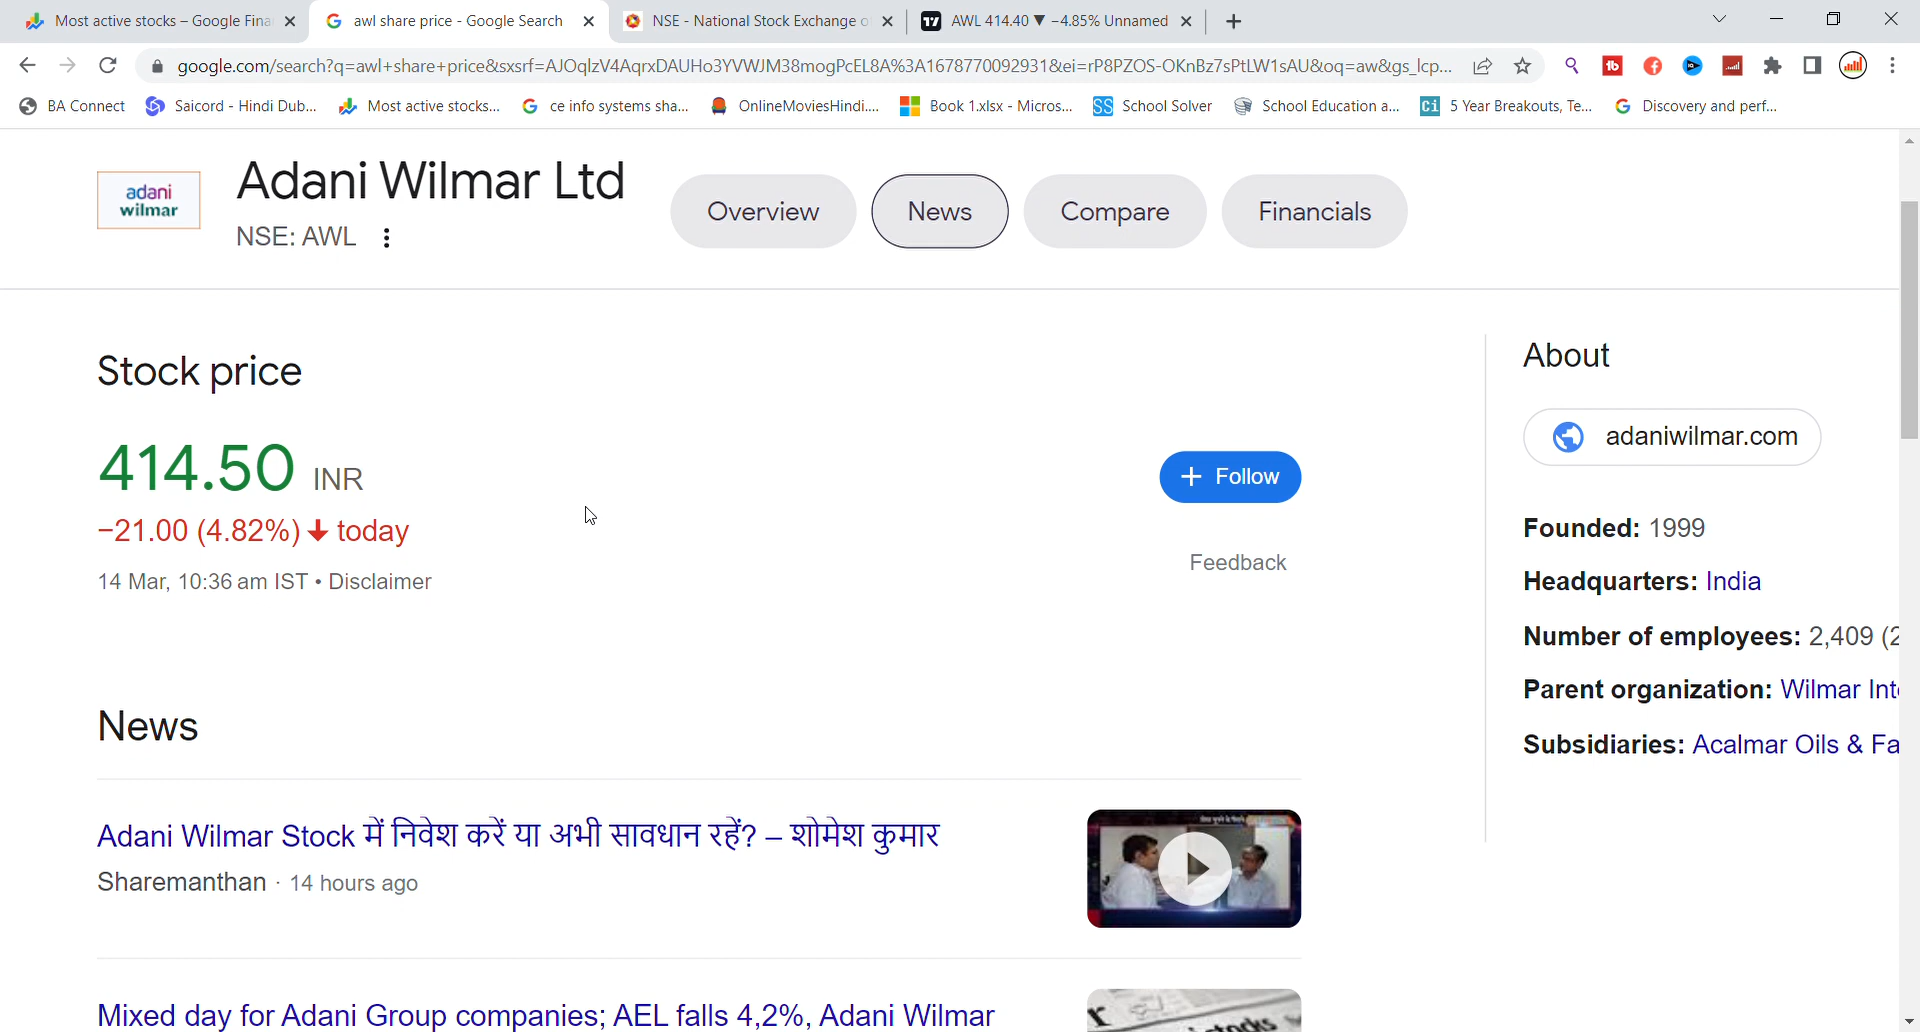 Most active stocks – Google Fina
awl share price - Google Search
NSE - National Stock Exchange o
AWL 414.40 ▼ −4.85% Unnamed
google.com/search?q=awl+share+price&sxsrf=AJOqlzV4AqrxDAUHo3YVWJM38mogPcEL8A%3A1678770092931&ei=rP8PZOS-OKnBz7sPtLW1sAU&oq=aw&gs_lcp...
BA Connect
Saicord - Hindi Dub...
Most active stocks...
ce info systems sha...
OnlineMoviesHindi....
Book 1.xlsx - Micros...
School Solver
School Education a...
5 Year Breakouts, Te...
Discovery and perf...
adani
wilmar
Adani Wilmar Ltd
NSE: AWL
Overview
News
Compare
Financials
Stock price
414.50 INR
−21.00 (4.82%) ↓ today
14 Mar, 10:36 am IST • Disclaimer
+ Follow
Feedback
News
Adani Wilmar Stock में निवेश करें या अभी सावधान रहें? – शोमेश कुमार
Sharemanthan · 14 hours ago
Mixed day for Adani Group companies; AEL falls 4,2%, Adani Wilmar
About
adaniwilmar.com
Founded: 1999
Headquarters: India
Number of employees: 2,409 (2
Parent organization: Wilmar Inte
Subsidiaries: Acalmar Oils & Fa